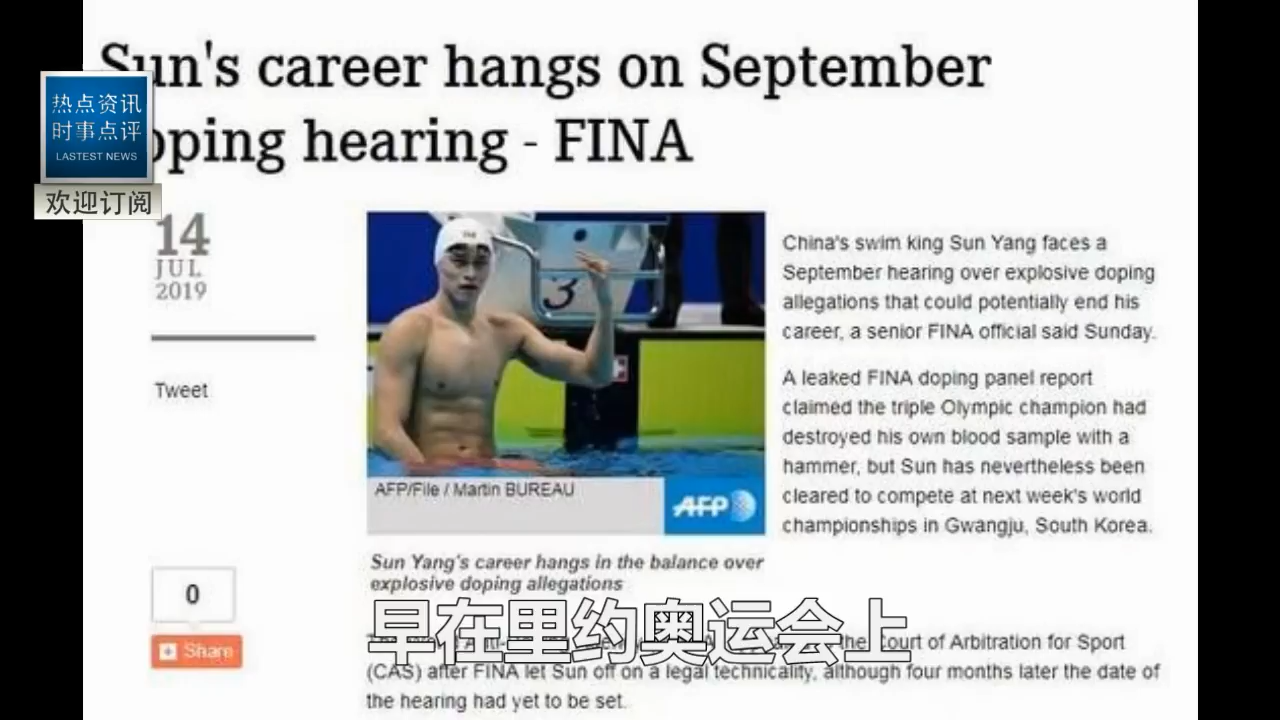 Sun's career hangs on September
ping hearing - FINA
热点资讯
时事点评
LASTEST NEWS
欢迎订阅
14
JUL
2019
Tweet
0
Share
3
AFP/File / Martin BUREAU
AFP
Sun Yang's career hangs in the balance over
explosive doping allegations
China's swim king Sun Yang faces a
September hearing over explosive doping
allegations that could potentially end his
career, a senior FINA official said Sunday.
A leaked FINA doping panel report
claimed the triple Olympic champion had
destroyed his own blood sample with a
hammer, but Sun has nevertheless been
cleared to compete at next week's world
championships in Gwangju, South Korea.
the Court of Arbitration for Sport
(CAS) after FINA let Sun off on a legal technicality, although four months later the date of
the hearing had yet to be set.
早在里约奥运会上